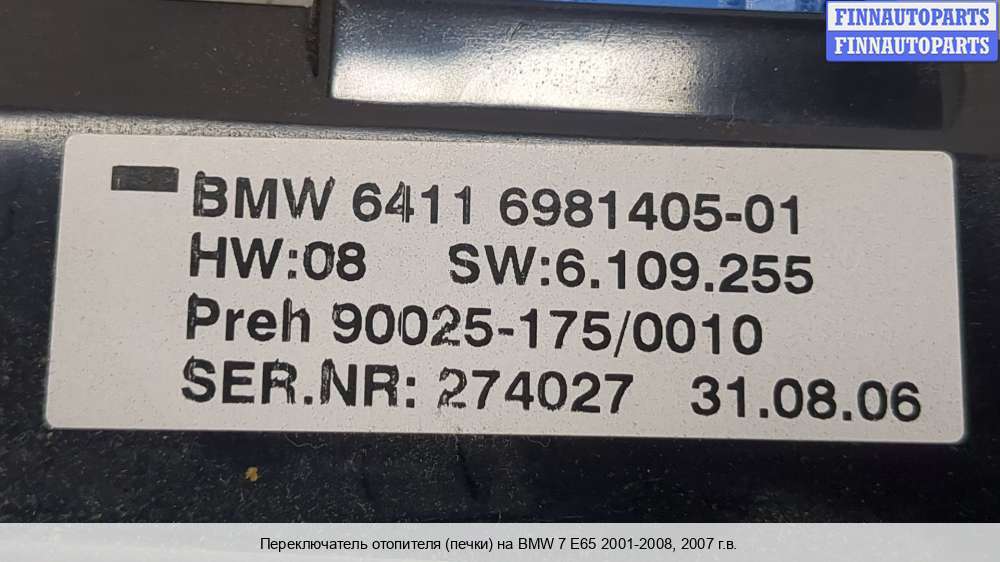 FINNAUTOPARTS
FINNAUTOPARTS
BMW 6411 6981405-01
HW:08 SW:6.109.255
Preh 90025-175/0010
SER.NR: 274027 31.08.06
Переключатель отопителя (печки) на BMW 7 E65 2001-2008, 2007 г.в.